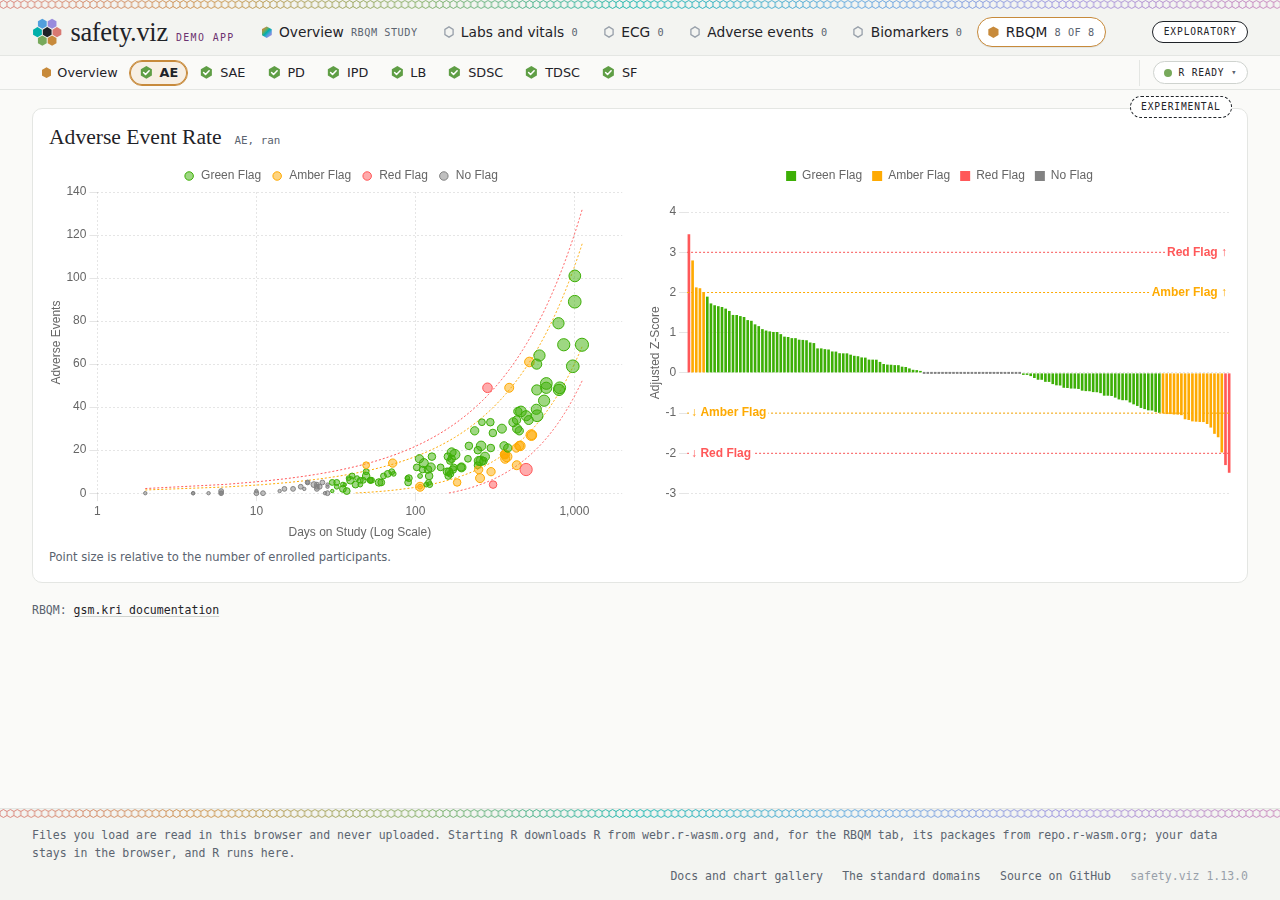 safety.viz DEMO APP
Overview RBQM STUDY
Labs and vitals 0
ECG 0
Adverse events 0
Biomarkers 0
RBQM 8 OF 8
EXPLORATORY
Overview
AE
SAE
PD
IPD
LB
SDSC
TDSC
SF
R READY ▾
EXPERIMENTAL
Adverse Event Rate AE, ran
Green Flag Amber Flag Red Flag No Flag
140
120
100
80
60
40
20
0
Adverse Events
1 10 100 1,000
Days on Study (Log Scale)
Green Flag Amber Flag Red Flag No Flag
4
3
2
1
0
-1
-2
-3
Adjusted Z-Score
Red Flag ↑
Amber Flag ↑
↓ Amber Flag
↓ Red Flag
Point size is relative to the number of enrolled participants.
RBQM: gsm.kri documentation
Files you load are read in this browser and never uploaded. Starting R downloads R from webr.r-wasm.org and, for the RBQM tab, its packages from repo.r-wasm.org; your data
stays in the browser, and R runs here.
Docs and chart gallery The standard domains Source on GitHub safety.viz 1.13.0